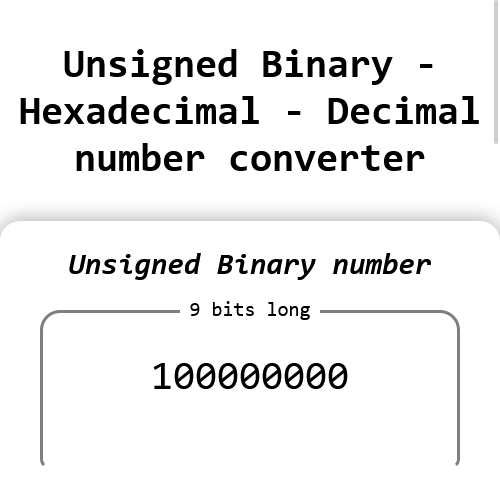 Unsigned Binary -
Hexadecimal - Decimal
number converter
Unsigned Binary number
9 bits long
100000000